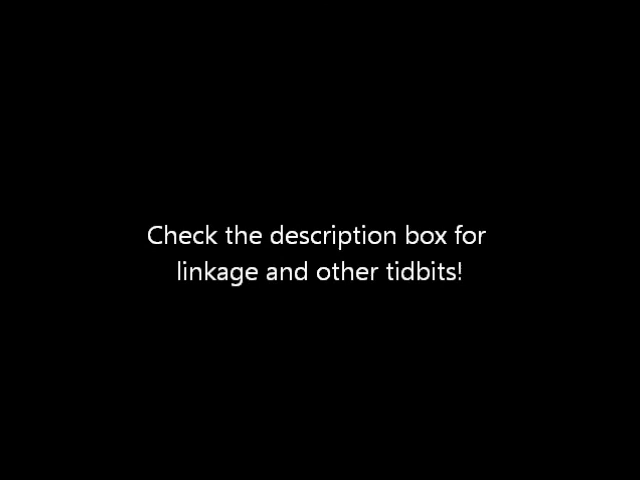 Check the description box for
linkage and other tidbits!